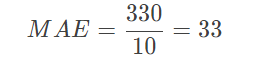 MAE = 330/10 = 33